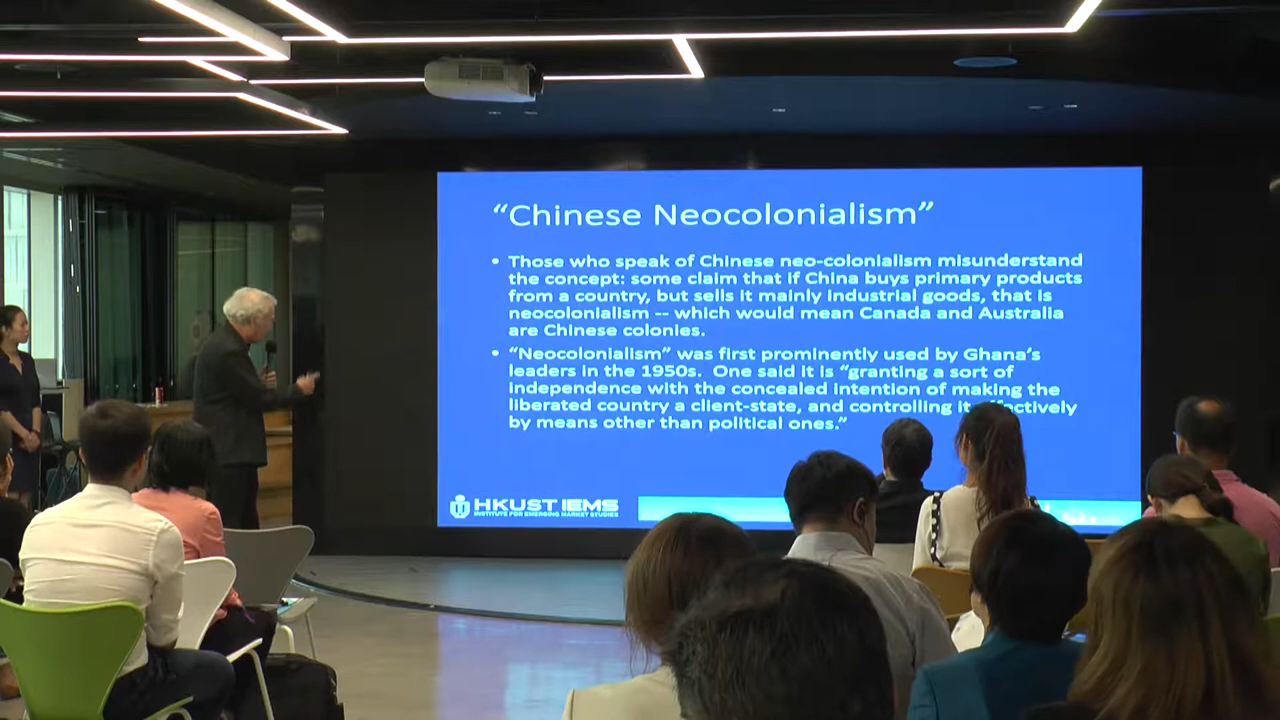 “Chinese Neocolonialism”
• Those who speak of Chinese neo-colonialism misunderstand
the concept: some claim that if China buys primary products
from a country, but sells it mainly industrial goods, that is
neocolonialism -- which would mean Canada and Australia
are Chinese colonies.
• “Neocolonialism” was first prominently used by Ghana’s
leaders in the 1950s. One said it is “granting a sort of
independence with the concealed intention of making the
liberated country a client-state, and controlling it
by means other than political ones.”
HKUST IEMS
INSTITUTE FOR EMERGING MARKET STUDIES